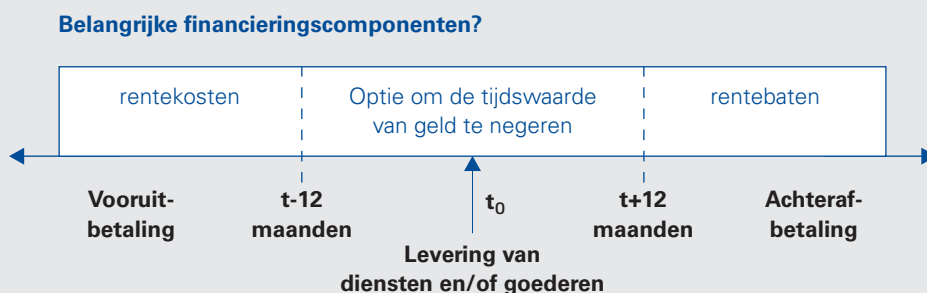 Belangrijke financieringscomponenten?
rentekosten
Optie om de tijdswaarde
van geld te negeren
rentebaten
Vooruit-
betaling
t-12
maanden
t₀
t+12
maanden
Achteraf-
betaling
Levering van
diensten en/of goederen